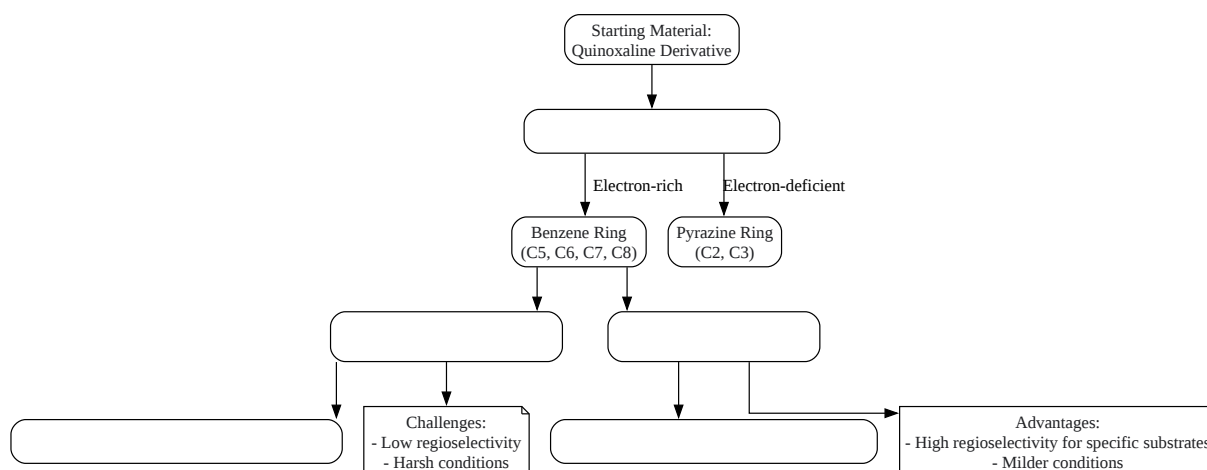 Starting Material:
Quinoxaline Derivative
Electron-rich
Electron-deficient
Benzene Ring
(C5, C6, C7, C8)
Pyrazine Ring
(C2, C3)
Challenges:
- Low regioselectivity
- Harsh conditions
Advantages:
- High regioselectivity for specific substrates
- Milder conditions